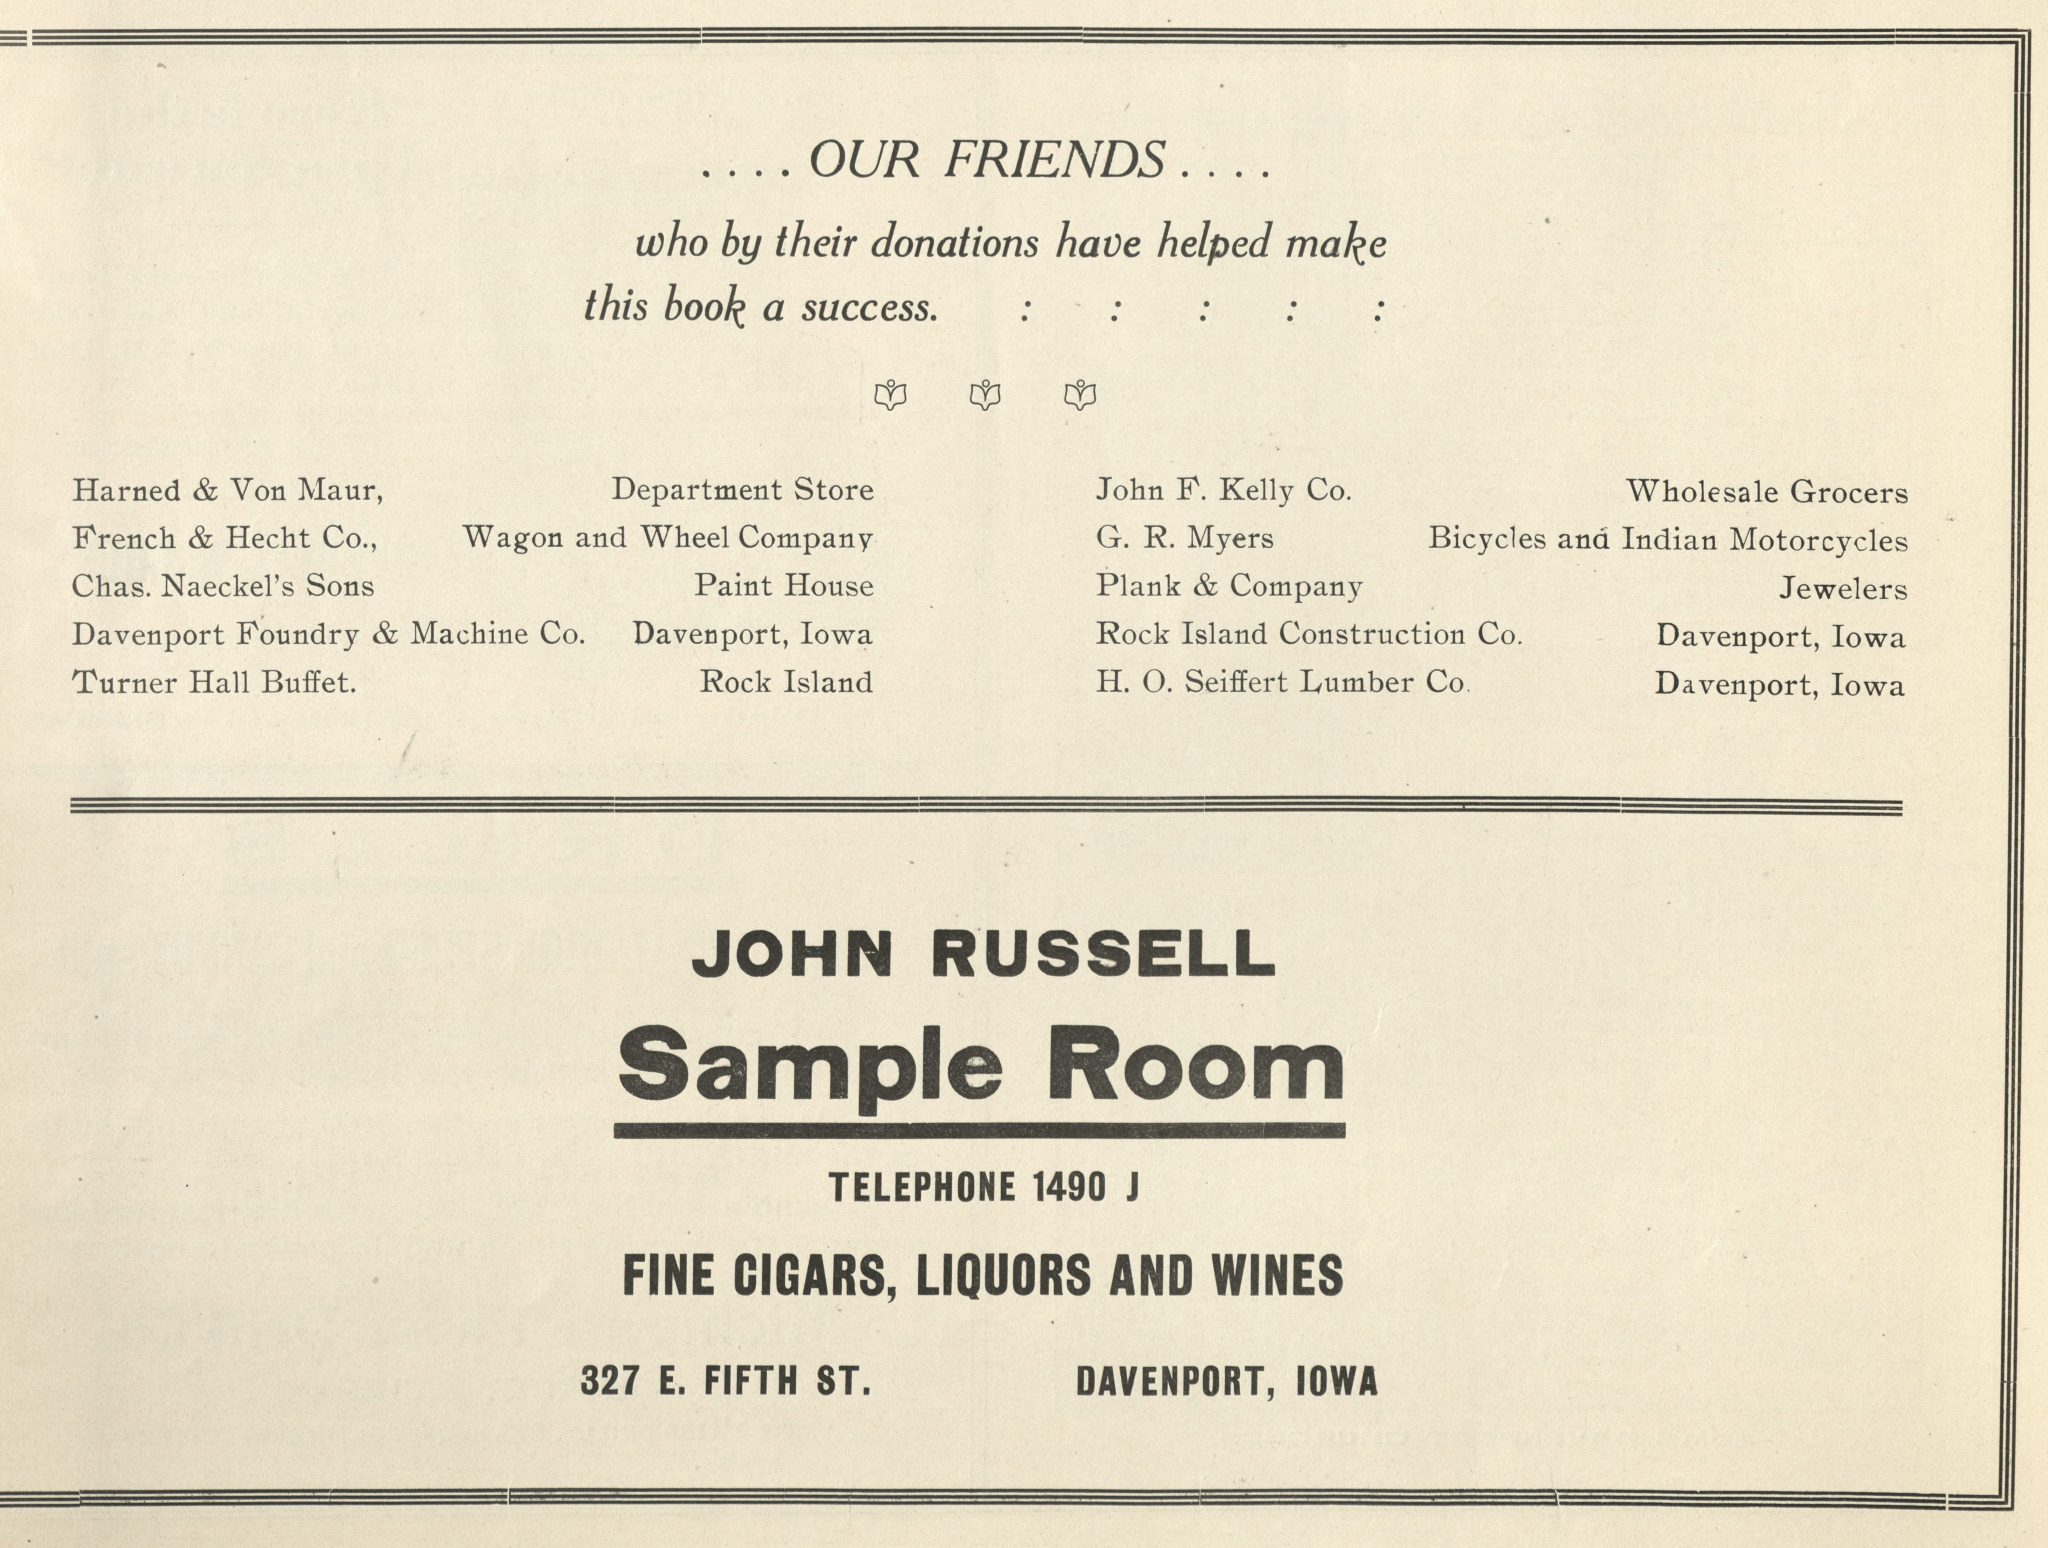 . . . . OUR FRIENDS . . . .
who by their donations have helped make
this book a success. : : : : :
Harned & Von Maur, Department Store
French & Hecht Co., Wagon and Wheel Company
Chas. Naeckel's Sons Paint House
Davenport Foundry & Machine Co. Davenport, Iowa
Turner Hall Buffet. Rock Island
John F. Kelly Co. Wholesale Grocers
G. R. Myers Bicycles and Indian Motorcycles
Plank & Company Jewelers
Rock Island Construction Co. Davenport, Iowa
H. O. Seiffert Lumber Co. Davenport, Iowa
JOHN RUSSELL
Sample Room
TELEPHONE 1490 J
FINE CIGARS, LIQUORS AND WINES
327 E. FIFTH ST. DAVENPORT, IOWA